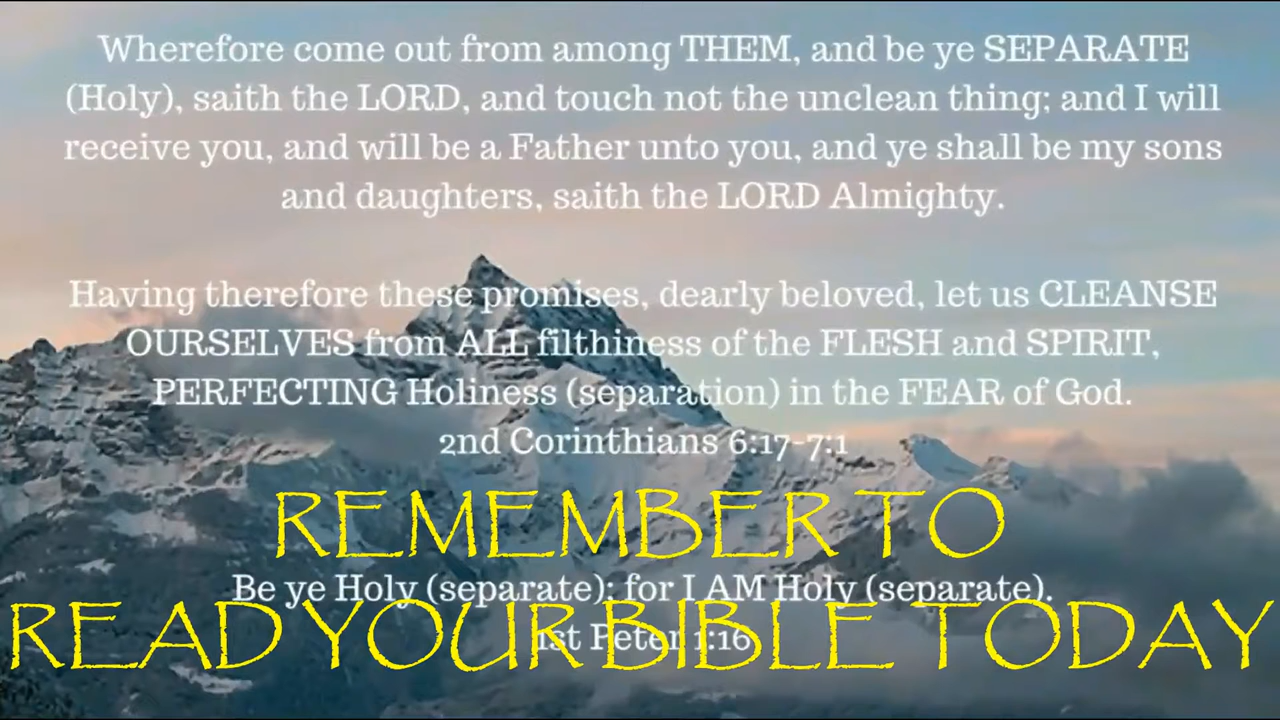 Wherefore come out from among THEM, and be ye SEPARATE
(Holy), saith the LORD, and touch not the unclean thing; and I will
receive you, and will be a Father unto you, and ye shall be my sons
and daughters, saith the LORD Almighty.
Having therefore these promises, dearly beloved, let us CLEANSE
OURSELVES from ALL filthiness of the FLESH and SPIRIT,
PERFECTING Holiness (separation) in the FEAR of God.
2nd Corinthians 6:17-7:1
REMEMBER TO
Be ye Holy (separate); for I AM Holy (separate).
READ YOUR BIBLE TODAY
1st Peter 1:16